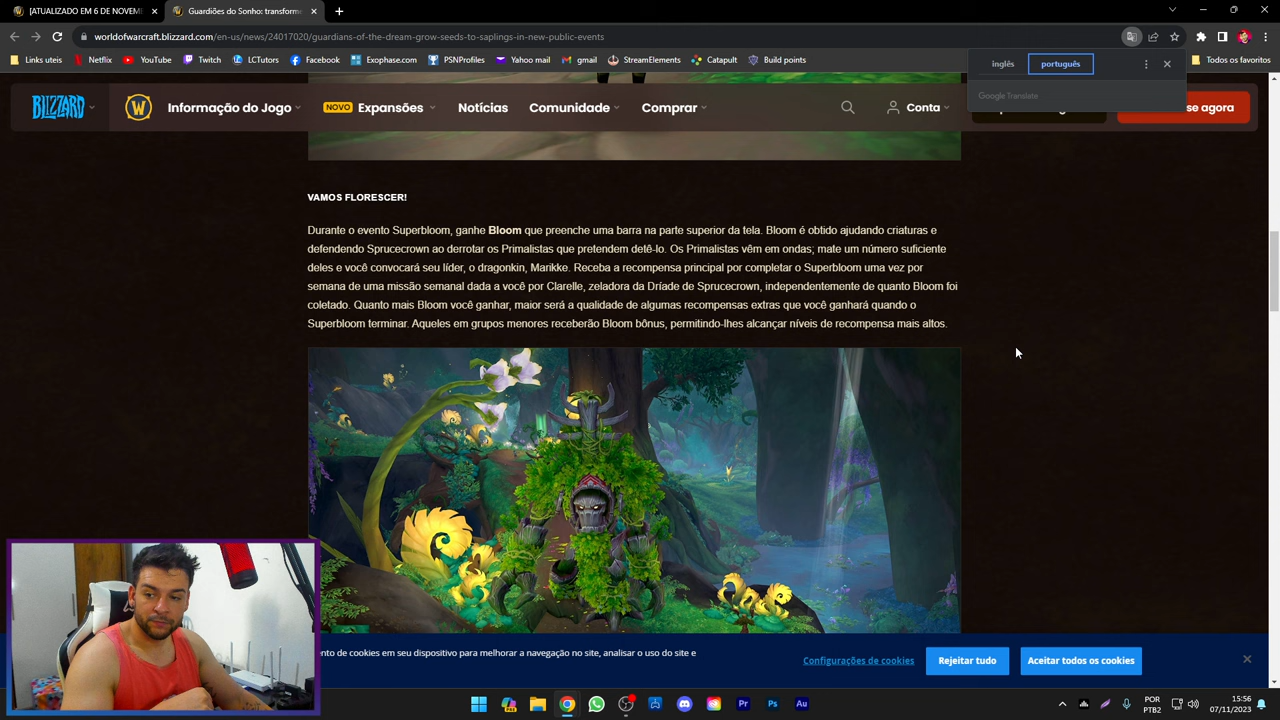 [ATUALIZADO EM 6 DE NOVEM
Guardiões do Sonho: transform
worldofwarcraft.blizzard.com/en-us/news/24017020/guardians-of-the-dream-grow-seeds-to-saplings-in-new-public-events
Links uteis
Netflix
YouTube
Twitch
LC Turbinos
Facebook
PSNProfiles
Exophase.com
Yahoo mail
gmail
StreamElements
Catapult
Build points
Todos os favoritos
inglês
português
Google Translate
BLIZZARD
W
Informação do Jogo
NOVO
Expansões
Notícias
Comunidade
Comprar
Conta
se agora
VAMOS FLORESCER!
Durante o evento Superbloom, ganhe Bloom que preenche uma barra na parte superior da tela. Bloom é obtido ajudando criaturas e
defendendo Sprucecrown ao derrotar os Primalistas que pretendem detê-lo. Os Primalistas vêm em ondas; mate um número suficiente
deles e você convocará seu líder, o dragonkin, Marikke. Receba a recompensa principal por completar o Superbloom uma vez por
semana de uma missão semanal dada a você por Clarelle, zeladora da Dríade de Sprucecrown, independentemente de quanto Bloom foi
coletado. Quanto mais Bloom você ganhar, maior será a qualidade de algumas recompensas extras que você ganhará quando o
Superbloom terminar. Aqueles em grupos menores receberão Bloom bônus, permitindo-lhes alcançar níveis de recompensa mais altos.
ento de cookies em seu dispositivo para melhorar a navegação no site, analisar o uso do site e
Configurações de cookies
Rejeitar tudo
Aceitar todos os cookies
Pr
Ps
Au
POR
PTB2
15:56
07/11/2023